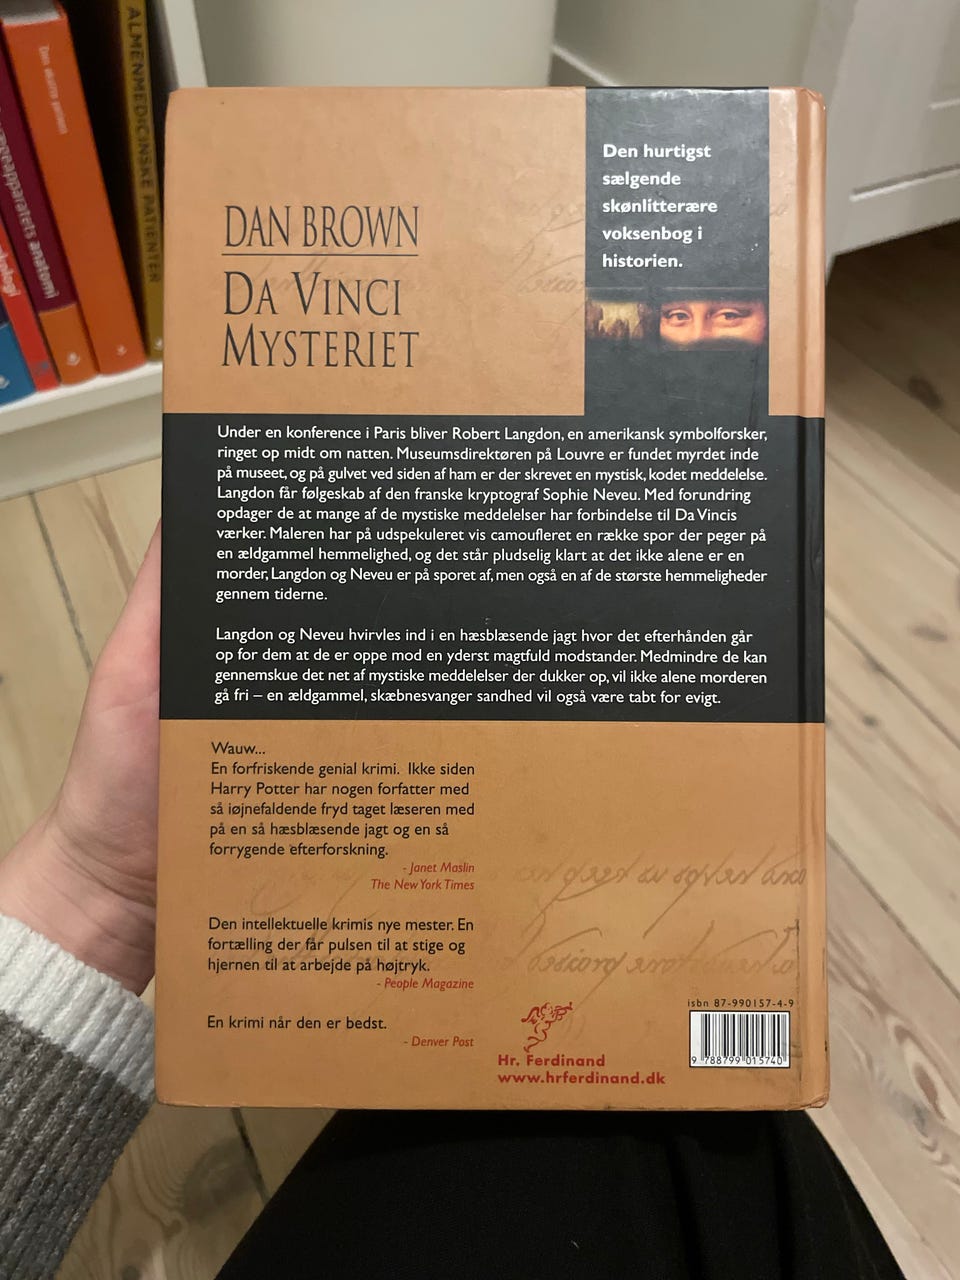 Den skæve patient
ALMENMEDICINSKE PATIENTER
anatomi
DAN BROWN
DA VINCI
MYSTERIET
Den hurtigst
sælgende
skønlitterære
voksenbog i
historien.
Under en konference i Paris bliver Robert Langdon, en amerikansk symbolforsker,
ringet op midt om natten. Museumsdirektøren på Louvre er fundet myrdet inde
på museet, og på gulvet ved siden af ham er der skrevet en mystisk, kodet meddelelse.
Langdon får følgeskab af den franske kryptograf Sophie Neveu. Med forundring
opdager de at mange af de mystiske meddelelser har forbindelse til Da Vincis
værker. Maleren har på udspekuleret vis camoufleret en række spor der peger på
en ældgammel hemmelighed, og det står pludselig klart at det ikke alene er en
morder, Langdon og Neveu er på sporet af, men også en af de største hemmeligheder
gennem tiderne.
Langdon og Neveu hvirvles ind i en hæsblæsende jagt hvor det efterhånden går
op for dem at de er oppe mod en yderst magtfuld modstander. Medmindre de kan
gennemskue det net af mystiske meddelelser der dukker op, vil ikke alene morderen
gå fri – en ældgammel, skæbnesvanger sandhed vil også være tabt for evigt.
Wauw...
En forfriskende genial krimi. Ikke siden
Harry Potter har nogen forfatter med
så iøjnefaldende fryd taget læseren med
på en så hæsblæsende jagt og en så
forrygende efterforskning.
- Janet Maslin
The New York Times
Den intellektuelle krimis nye mester. En
fortælling der får pulsen til at stige og
hjernen til at arbejde på højtryk.
- People Magazine
En krimi når den er bedst.
- Denver Post
Hr. Ferdinand
www.hrferdinand.dk
isbn 87-990157-4-9
9 788799 015740